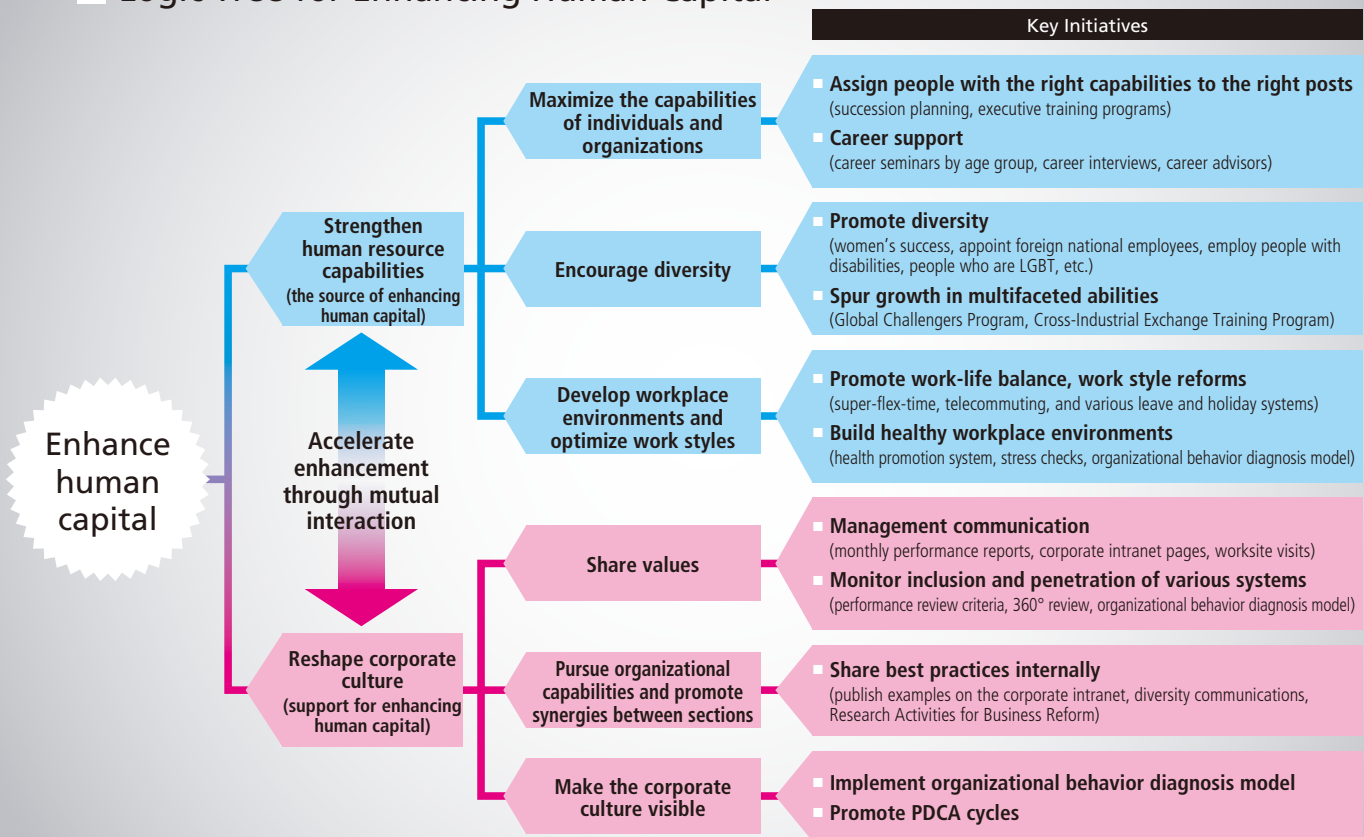 Logic Tree for Enhancing Human Capital
Key Initiatives
Enhance
human
capital
Strengthen
human resource
capabilities
(the source of enhancing
human capital)
Accelerate
enhancement
through mutual
interaction
Reshape corporate
culture
(support for enhancing
human capital)
Maximize the capabilities
of individuals and
organizations
Assign people with the right capabilities to the right posts
(succession planning, executive training programs)
Career support
(career seminars by age group, career interviews, career advisors)
Encourage diversity
Promote diversity
(women's success, appoint foreign national employees, employ people with
disabilities, people who are LGBT, etc.)
Spur growth in multifaceted abilities
(Global Challengers Program, Cross-Industrial Exchange Training Program)
Develop workplace
environments and
optimize work styles
Promote work-life balance, work style reforms
(super-flex-time, telecommuting, and various leave and holiday systems)
Build healthy workplace environments
(health promotion system, stress checks, organizational behavior diagnosis model)
Share values
Management communication
(monthly performance reports, corporate intranet pages, worksite visits)
Monitor inclusion and penetration of various systems
(performance review criteria, 360° review, organizational behavior diagnosis model)
Pursue organizational
capabilities and promote
synergies between sections
Share best practices internally
(publish examples on the corporate intranet, diversity communications,
Research Activities for Business Reform)
Make the corporate
culture visible
Implement organizational behavior diagnosis model
Promote PDCA cycles